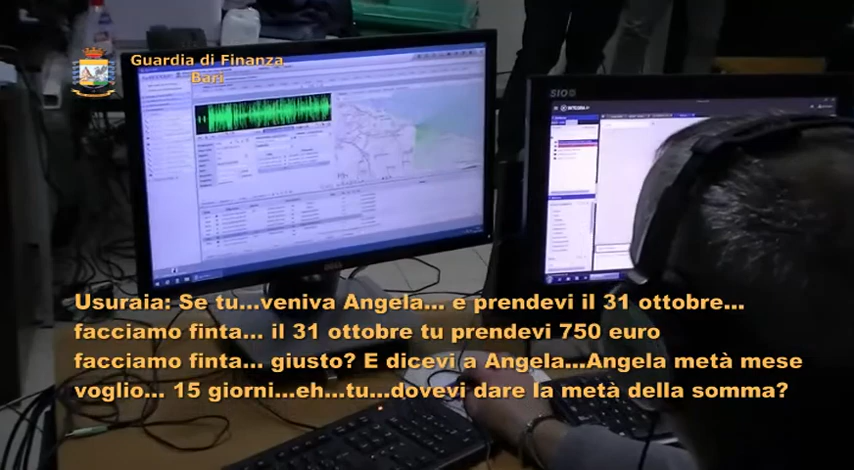 Guardia di Finanza
Bari
SIO
Usuraia: Se tu...veniva Angela... e prendevi il 31 ottobre...
facciamo finta... il 31 ottobre tu prendevi 750 euro
facciamo finta... giusto? E dicevi a Angela...Angela metà mese
voglio... 15 giorni...eh...tu...dovevi dare la metà della somma?